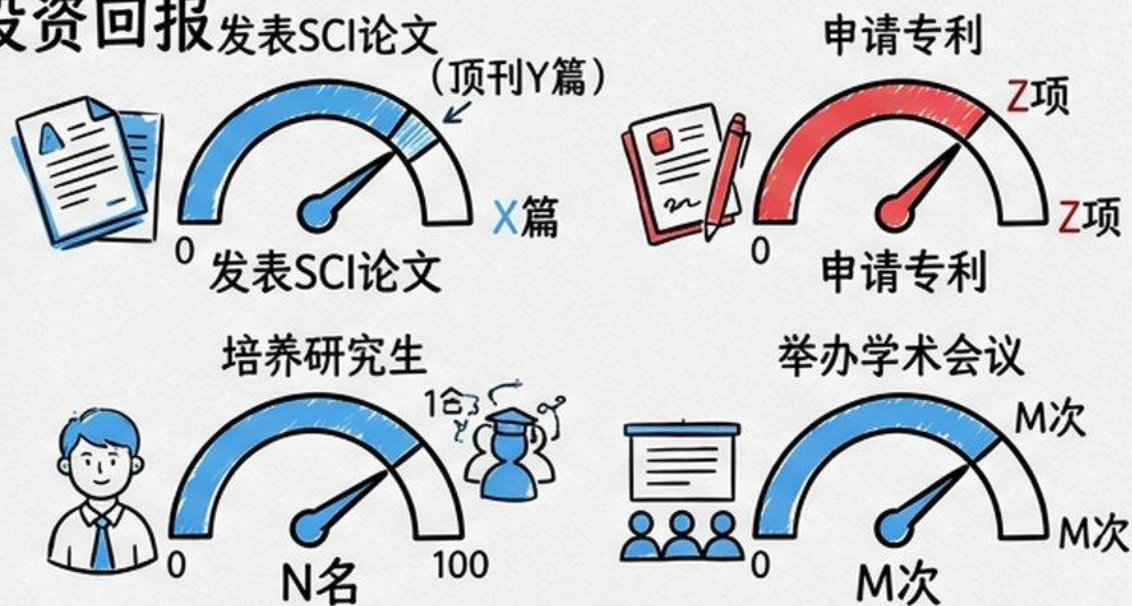 投资回报
发表SCI论文
(顶刊Y篇)
X篇
0
发表SCI论文
申请专利
Z项
Z项
0
申请专利
培养研究生
0
100
N名
举办学术会议
M次
M次
0
M次